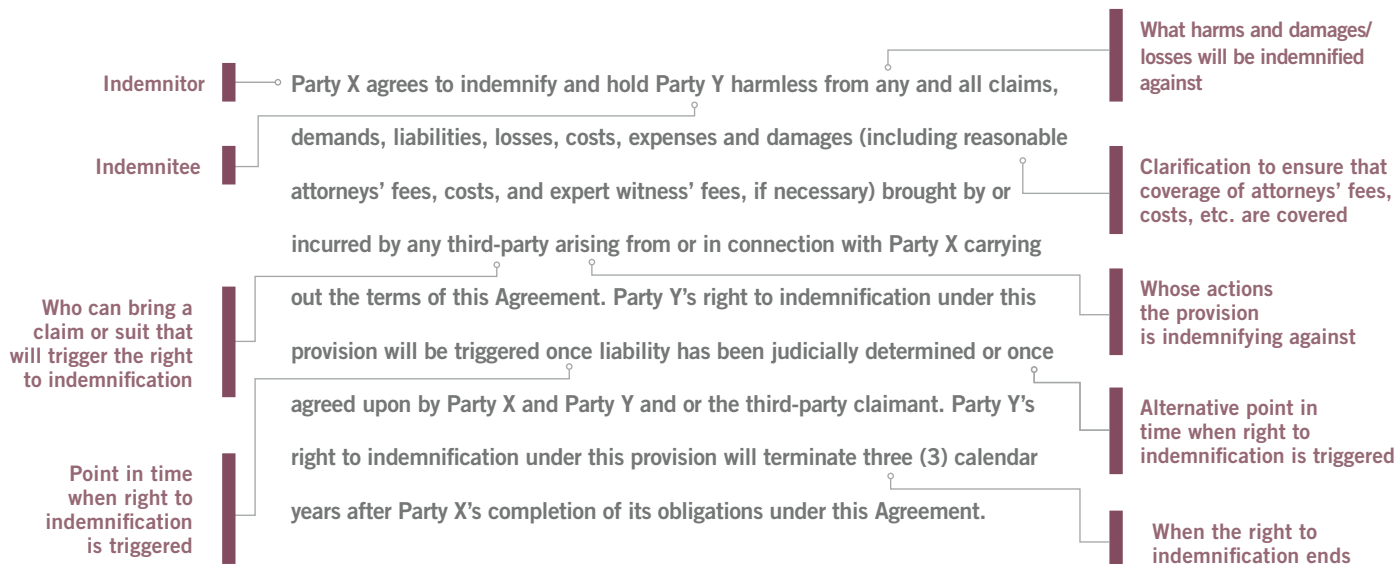 Indemnitor
Indemnitee
Who can bring a
claim or suit that
will trigger the right
to indemnification
Point in time
when right to
indemnification
is triggered
Party X agrees to indemnify and hold Party Y harmless from any and all claims,
demands, liabilities, losses, costs, expenses and damages (including reasonable
attorneys’ fees, costs, and expert witness’ fees, if necessary) brought by or
incurred by any third-party arising from or in connection with Party X carrying
out the terms of this Agreement. Party Y’s right to indemnification under this
provision will be triggered once liability has been judicially determined or once
agreed upon by Party X and Party Y and or the third-party claimant. Party Y’s
right to indemnification under this provision will terminate three (3) calendar
years after Party X’s completion of its obligations under this Agreement.
What harms and damages/
losses will be indemnified
against
Clarification to ensure that
coverage of attorneys’ fees,
costs, etc. are covered
Whose actions
the provision
is indemnifying against
Alternative point in
time when right to
indemnification is triggered
When the right to
indemnification ends